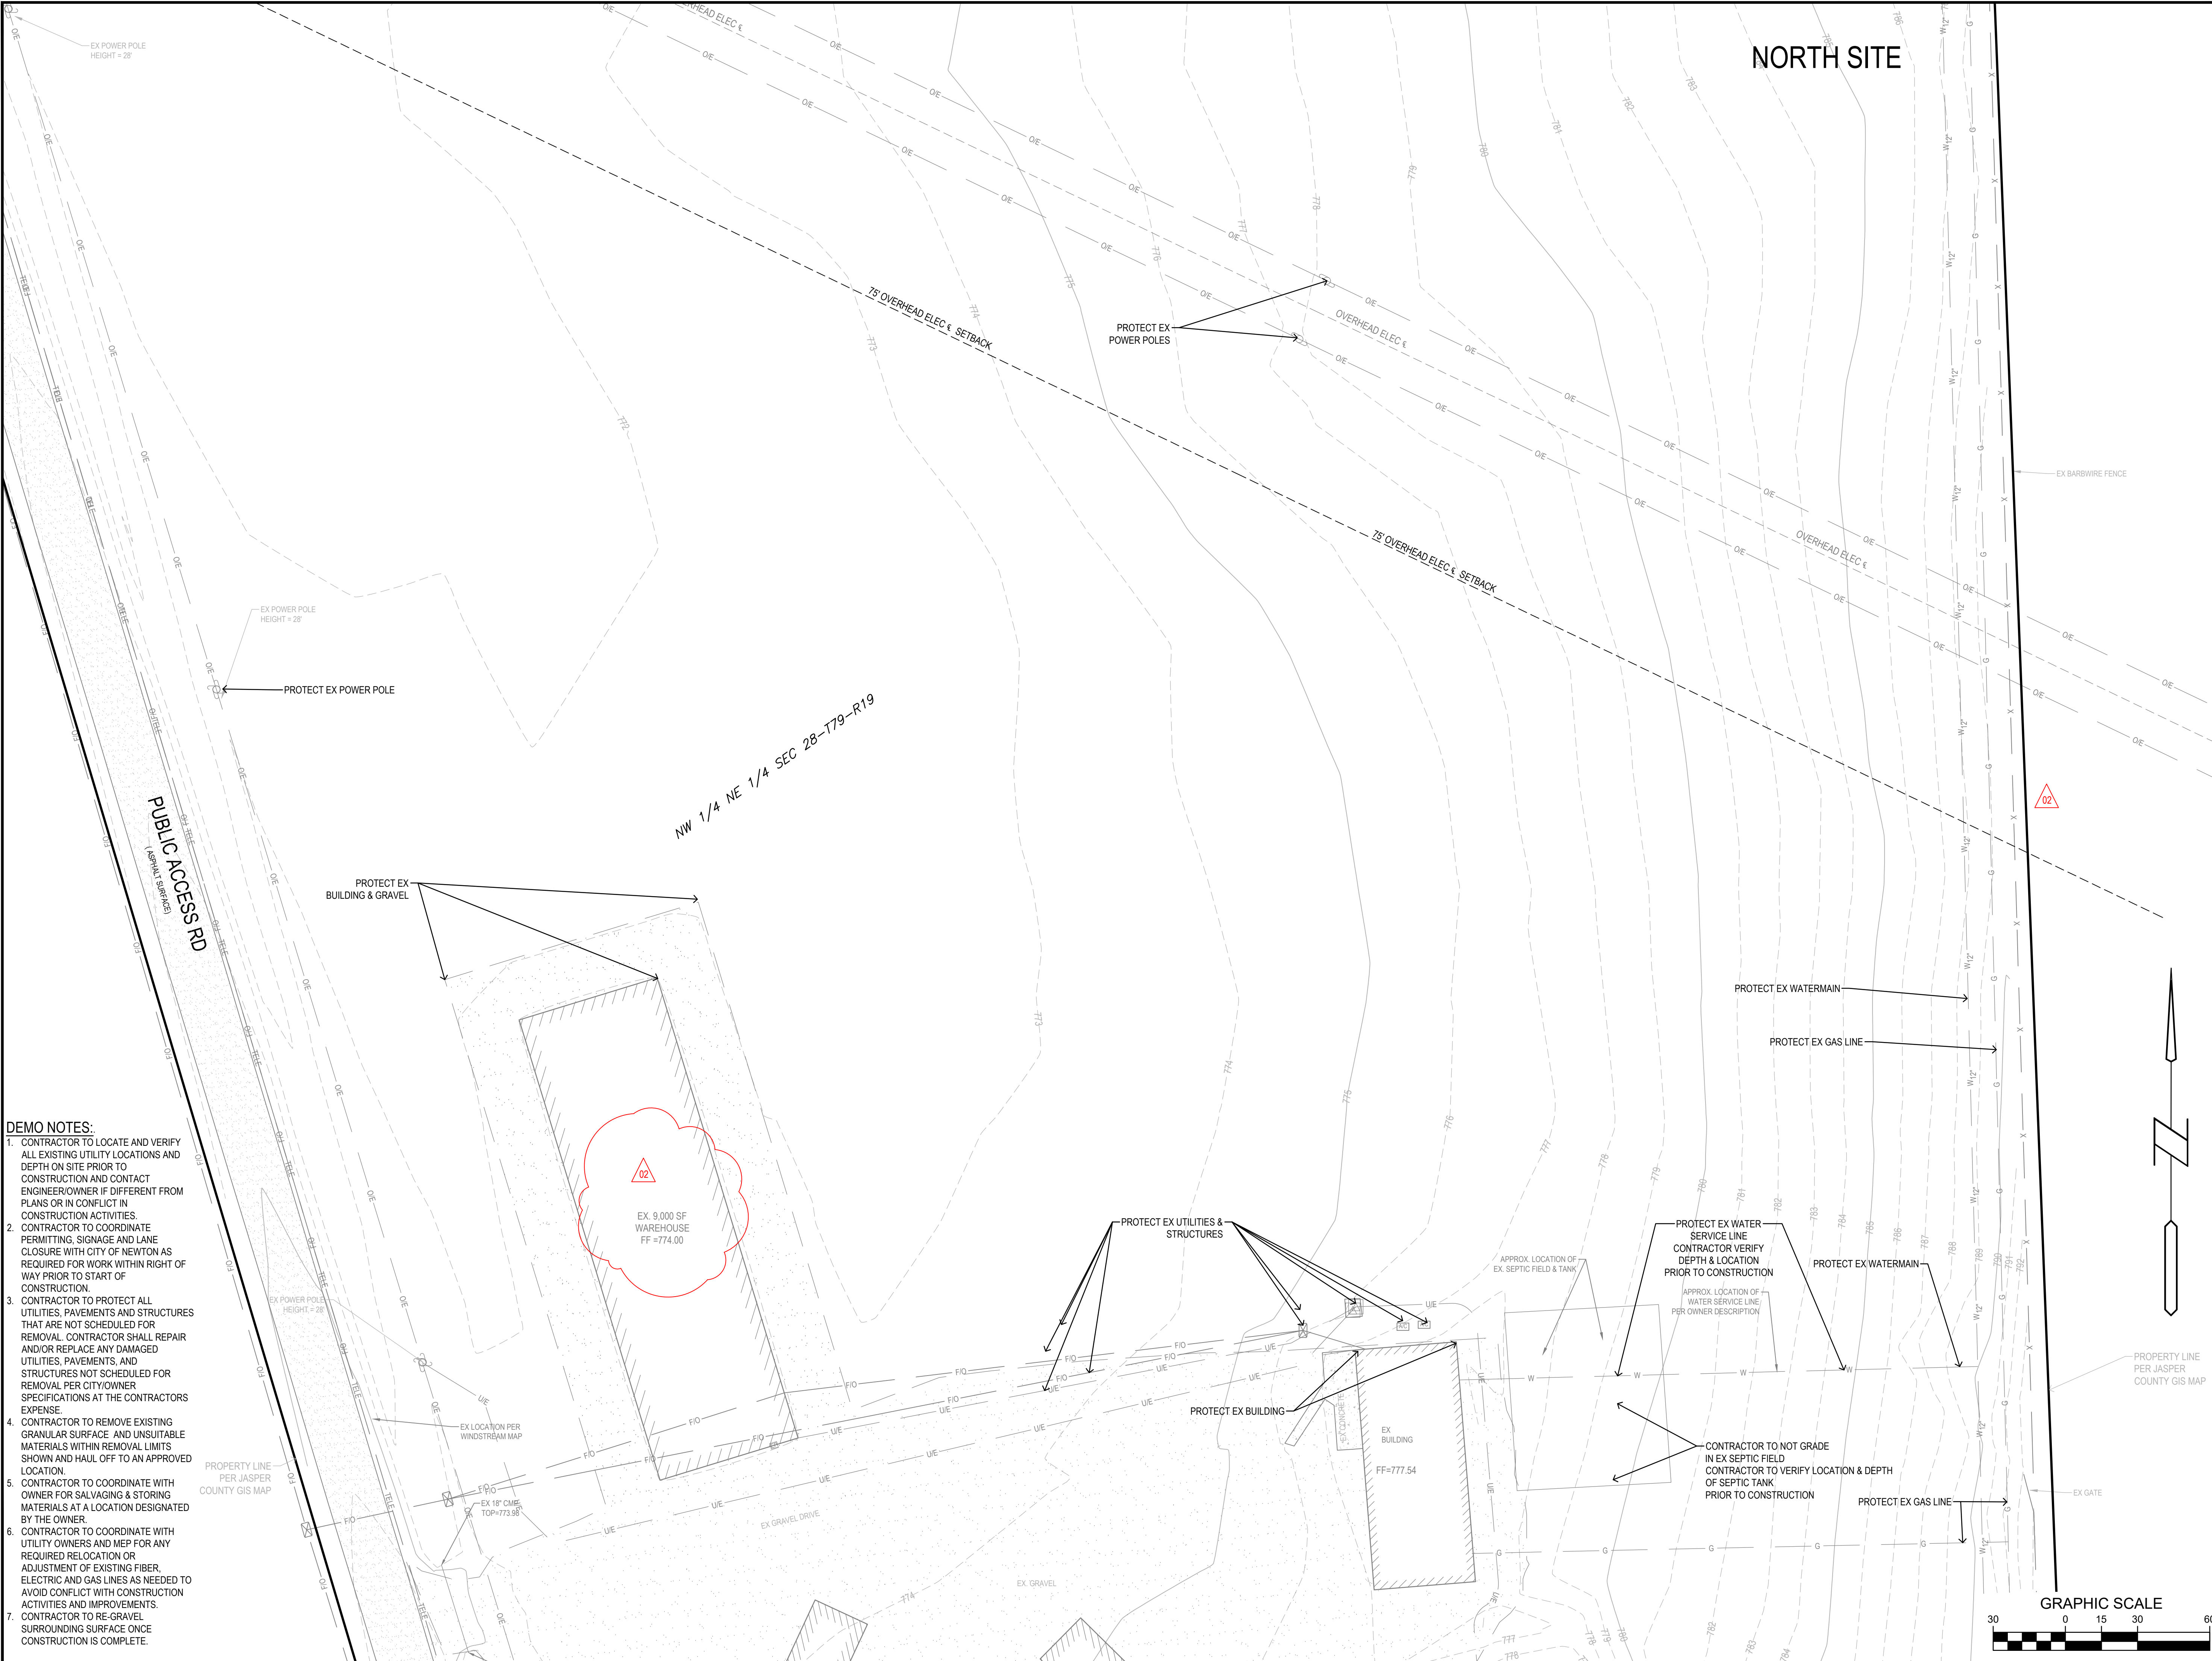 NORTH SITE
OVERHEAD ELEC ℄
EX POWER POLE
HEIGHT = 28'
75' OVERHEAD ELEC ℄ SETBACK
PROTECT EX
POWER POLES
OVERHEAD ELEC ℄
EX BARBWIRE FENCE
75' OVERHEAD ELEC ℄ SETBACK
OVERHEAD ELEC ℄
EX POWER POLE
HEIGHT = 28'
PROTECT EX POWER POLE
NW 1/4 NE 1/4 SEC 28-T79-R19
02
PUBLIC ACCESS RD
( ASPHALT SURFACE)
PROTECT EX
BUILDING & GRAVEL
PROTECT EX WATERMAIN
PROTECT EX GAS LINE
02
EX. 9,000 SF
WAREHOUSE
FF =774.00
PROTECT EX UTILITIES &
STRUCTURES
APPROX. LOCATION OF
EX. SEPTIC FIELD & TANK
PROTECT EX WATER
SERVICE LINE
CONTRACTOR VERIFY
DEPTH & LOCATION
PRIOR TO CONSTRUCTION
APPROX. LOCATION OF
WATER SERVICE LINE
PER OWNER DESCRIPTION
PROTECT EX WATERMAIN
PROPERTY LINE
PER JASPER
COUNTY GIS MAP
EX POWER POLE
HEIGHT = 28'
EX LOCATION PER
WINDSTREAM MAP
PROPERTY LINE
PER JASPER
COUNTY GIS MAP
EX 18" CMP
TOP=773.98
EX GRAVEL DRIVE
EX. GRAVEL
PROTECT EX BUILDING
EX
BUILDING
FF=777.54
CONTRACTOR TO NOT GRADE
IN EX SEPTIC FIELD
CONTRACTOR TO VERIFY LOCATION & DEPTH
OF SEPTIC TANK
PRIOR TO CONSTRUCTION
PROTECT EX GAS LINE
EX GATE
DEMO NOTES:
1. CONTRACTOR TO LOCATE AND VERIFY
ALL EXISTING UTILITY LOCATIONS AND
DEPTH ON SITE PRIOR TO
CONSTRUCTION AND CONTACT
ENGINEER/OWNER IF DIFFERENT FROM
PLANS OR IN CONFLICT IN
CONSTRUCTION ACTIVITIES.
2. CONTRACTOR TO COORDINATE
PERMITTING, SIGNAGE AND LANE
CLOSURE WITH CITY OF NEWTON AS
REQUIRED FOR WORK WITHIN RIGHT OF
WAY PRIOR TO START OF
CONSTRUCTION.
3. CONTRACTOR TO PROTECT ALL
UTILITIES, PAVEMENTS AND STRUCTURES
THAT ARE NOT SCHEDULED FOR
REMOVAL. CONTRACTOR SHALL REPAIR
AND/OR REPLACE ANY DAMAGED
UTILITIES, PAVEMENTS, AND
STRUCTURES NOT SCHEDULED FOR
REMOVAL PER CITY/OWNER
SPECIFICATIONS AT THE CONTRACTORS
EXPENSE.
4. CONTRACTOR TO REMOVE EXISTING
GRANULAR SURFACE AND UNSUITABLE
MATERIALS WITHIN REMOVAL LIMITS
SHOWN AND HAUL OFF TO AN APPROVED
LOCATION.
5. CONTRACTOR TO COORDINATE WITH
OWNER FOR SALVAGING & STORING
MATERIALS AT A LOCATION DESIGNATED
BY THE OWNER.
6. CONTRACTOR TO COORDINATE WITH
UTILITY OWNERS AND MEP FOR ANY
REQUIRED RELOCATION OR
ADJUSTMENT OF EXISTING FIBER,
ELECTRIC AND GAS LINES AS NEEDED TO
AVOID CONFLICT WITH CONSTRUCTION
ACTIVITIES AND IMPROVEMENTS.
7. CONTRACTOR TO RE-GRAVEL
SURROUNDING SURFACE ONCE
CONSTRUCTION IS COMPLETE.
GRAPHIC SCALE
30 0 15 30